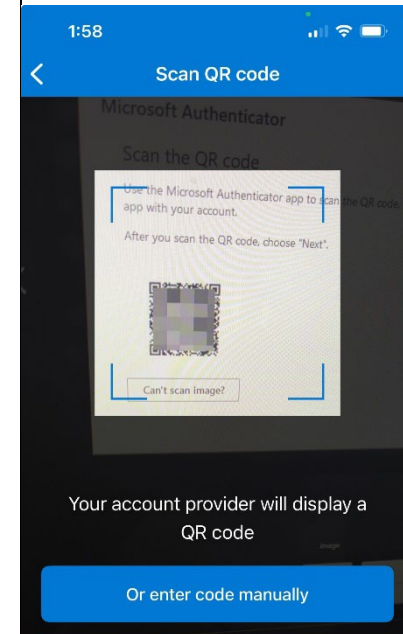 1:58
Scan QR code
Microsoft Authenticator
Scan the QR code
Use the Microsoft Authenticator app to scan the QR code.
app with your account.
After you scan the QR code, choose "Next".
Can't scan image?
Your account provider will display a
QR code
image
Or enter code manually